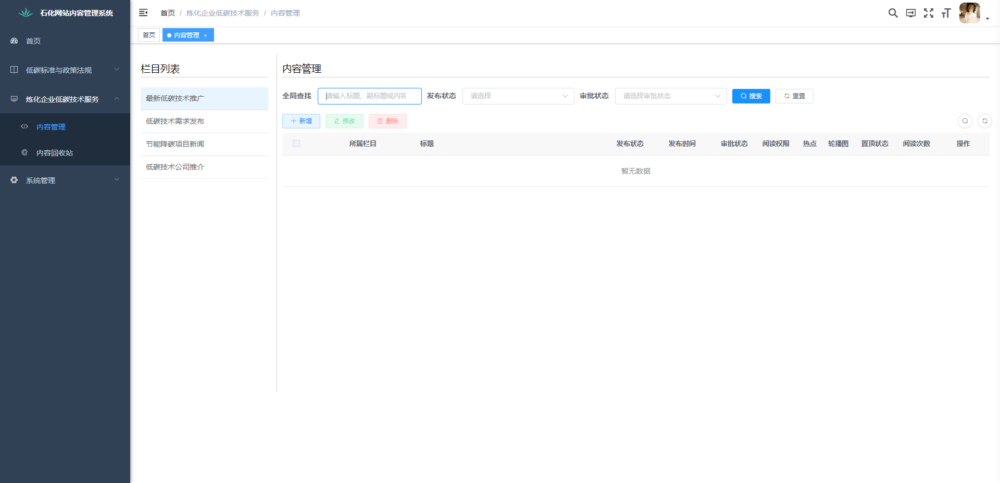 石化网站内容管理系统
首页 / 炼化企业低碳技术服务 / 内容管理
首页
内容管理 ×
首页
低碳标准与政策法规
炼化企业低碳技术服务
内容管理
内容回收站
系统管理
栏目列表
最新低碳技术推广
低碳技术需求发布
节能降碳项目新闻
低碳技术公司推介
内容管理
全局查找 请输入标题、副标题或内容 发布状态 请选择 审批状态 请选择审批状态 搜索 重置
新增 修改 删除
所属栏目 标题 发布状态 发布时间 审批状态 阅读权限 热点 轮播图 置顶状态 阅读次数 操作
暂无数据